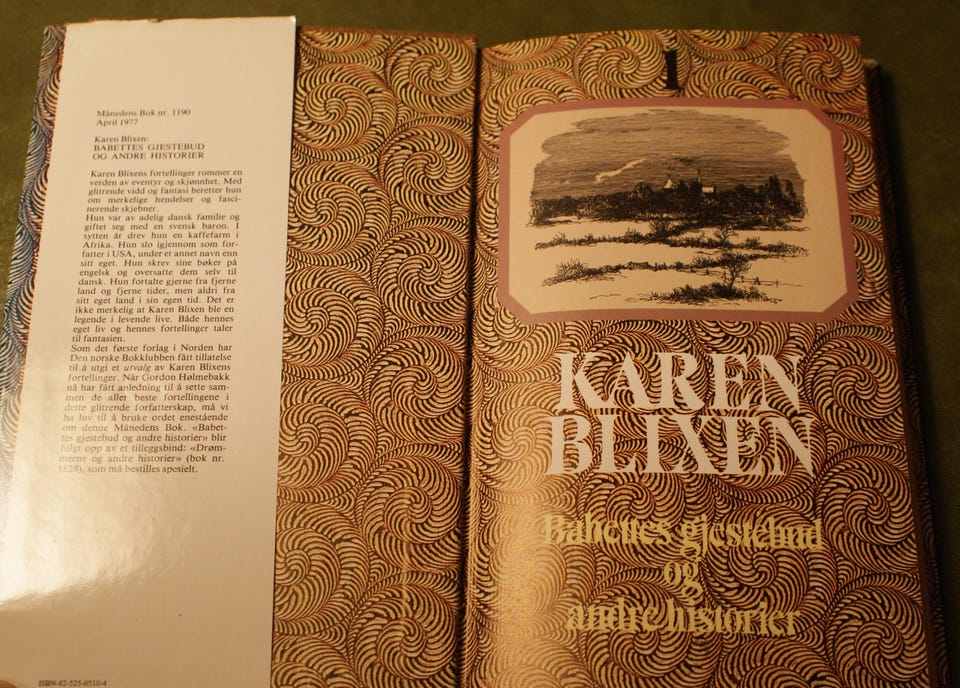 Månedens Bok nr. 1190
April 1977
Karen Blixen:
BABETTES GJESTEBUD
OG ANDRE HISTORIER
Karen Blixens fortellinger rommer en
verden av eventyr og skjønnhet. Med
glitrende vidd og fantasi beretter hun
om merkelige hendelser og fasci-
nerende skjebner.
Hun var av adelig dansk familie og
giftet seg med en svensk baron. I
sytten år drev hun en kaffefarm i
Afrika. Hun slo igjennom som for-
fatter i USA, under et annet navn enn
sitt eget. Hun skrev sine bøker på
engelsk og oversatte dem selv til
dansk. Hun fortalte gjerne fra fjerne
land og fjerne tider, men aldri fra
sitt eget land i sin egen tid. Det er
ikke merkelig at Karen Blixen ble en
legende i levende live. Både hennes
eget liv og hennes fortellinger taler
til fantasien.
Som det første forlag i Norden har
Den norske Bokklubben fått tillatelse
til å utgi et urvalg av Karen Blixens
fortellinger. Når Gordon Hølmebakk
nå har fått anledning til å sette sam-
men de aller beste fortellingene i
dette glitrende forfatterskap, må vi
ha lov til å bruke ordet enestående
om denne Månedens Bok. «Babet-
tes gjestebud og andre historier» blir
fulgt opp av et tilleggsbind: «Drøm-
merne og andre historier» (bok nr.
1828), som må bestilles spesielt.
ISBN-82-525-0510-4
1
KAREN
BLIXEN
Babettes gjestebud
og
andre historier